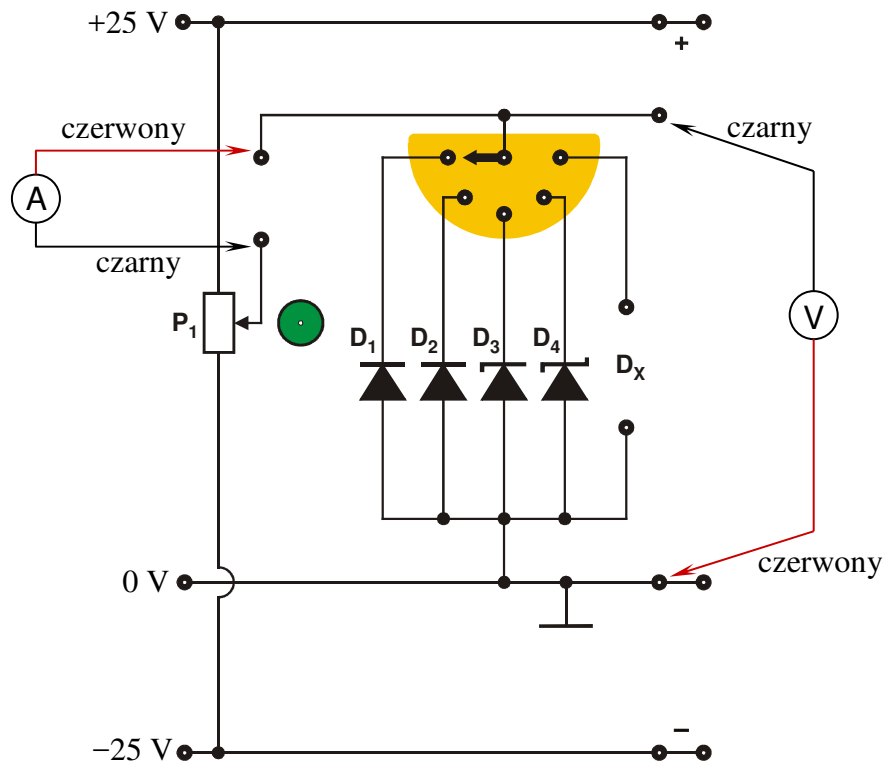 +25 V
+
czerwony
czarny
A
czarny
P1
D1
D2
D3
D4
DX
V
0 V
czerwony
−25 V
−